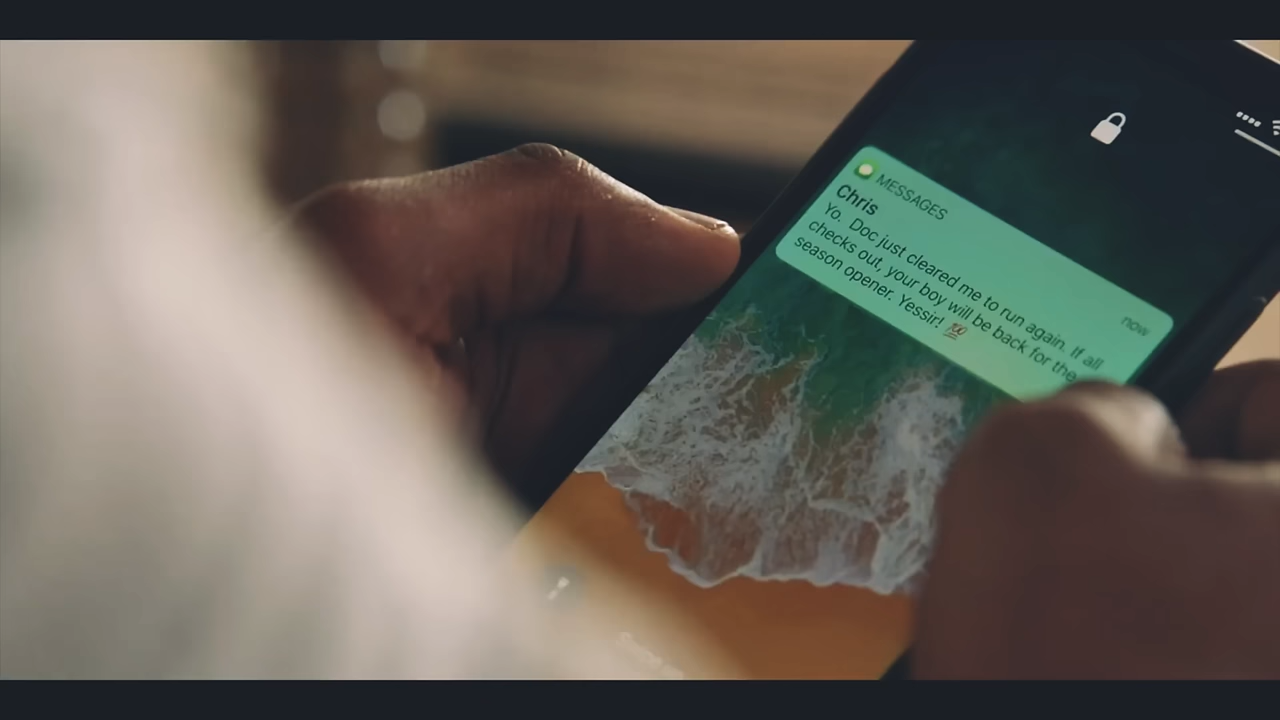 MESSAGES
now
Chris
Yo. Doc just cleared me to run again. If all
checks out, your boy will be back for the
season opener. Yessir! 💯